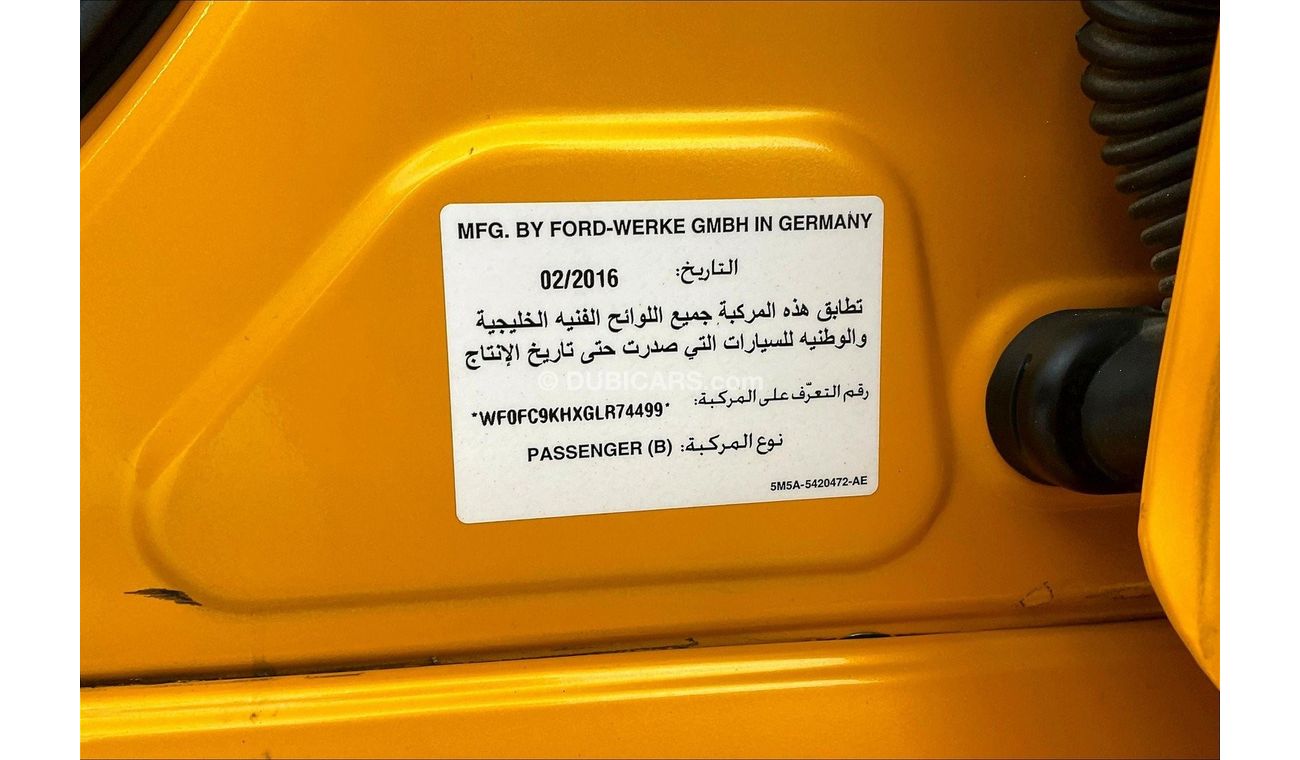 MFG. BY FORD-WERKE GMBH IN GERMANY
التاريخ: 02/2016
تطابق هذه المركبة جميع اللوائح الفنيه الخليجية
والوطنيه للسيارات التي صدرت حتى تاريخ الإنتاج
© DUBICARS.com
رقم التعرّف على المركبة: *WF0FC9KHXGLR74499*
نوع المركبة: PASSENGER (B)
5M5A-5420472-AE